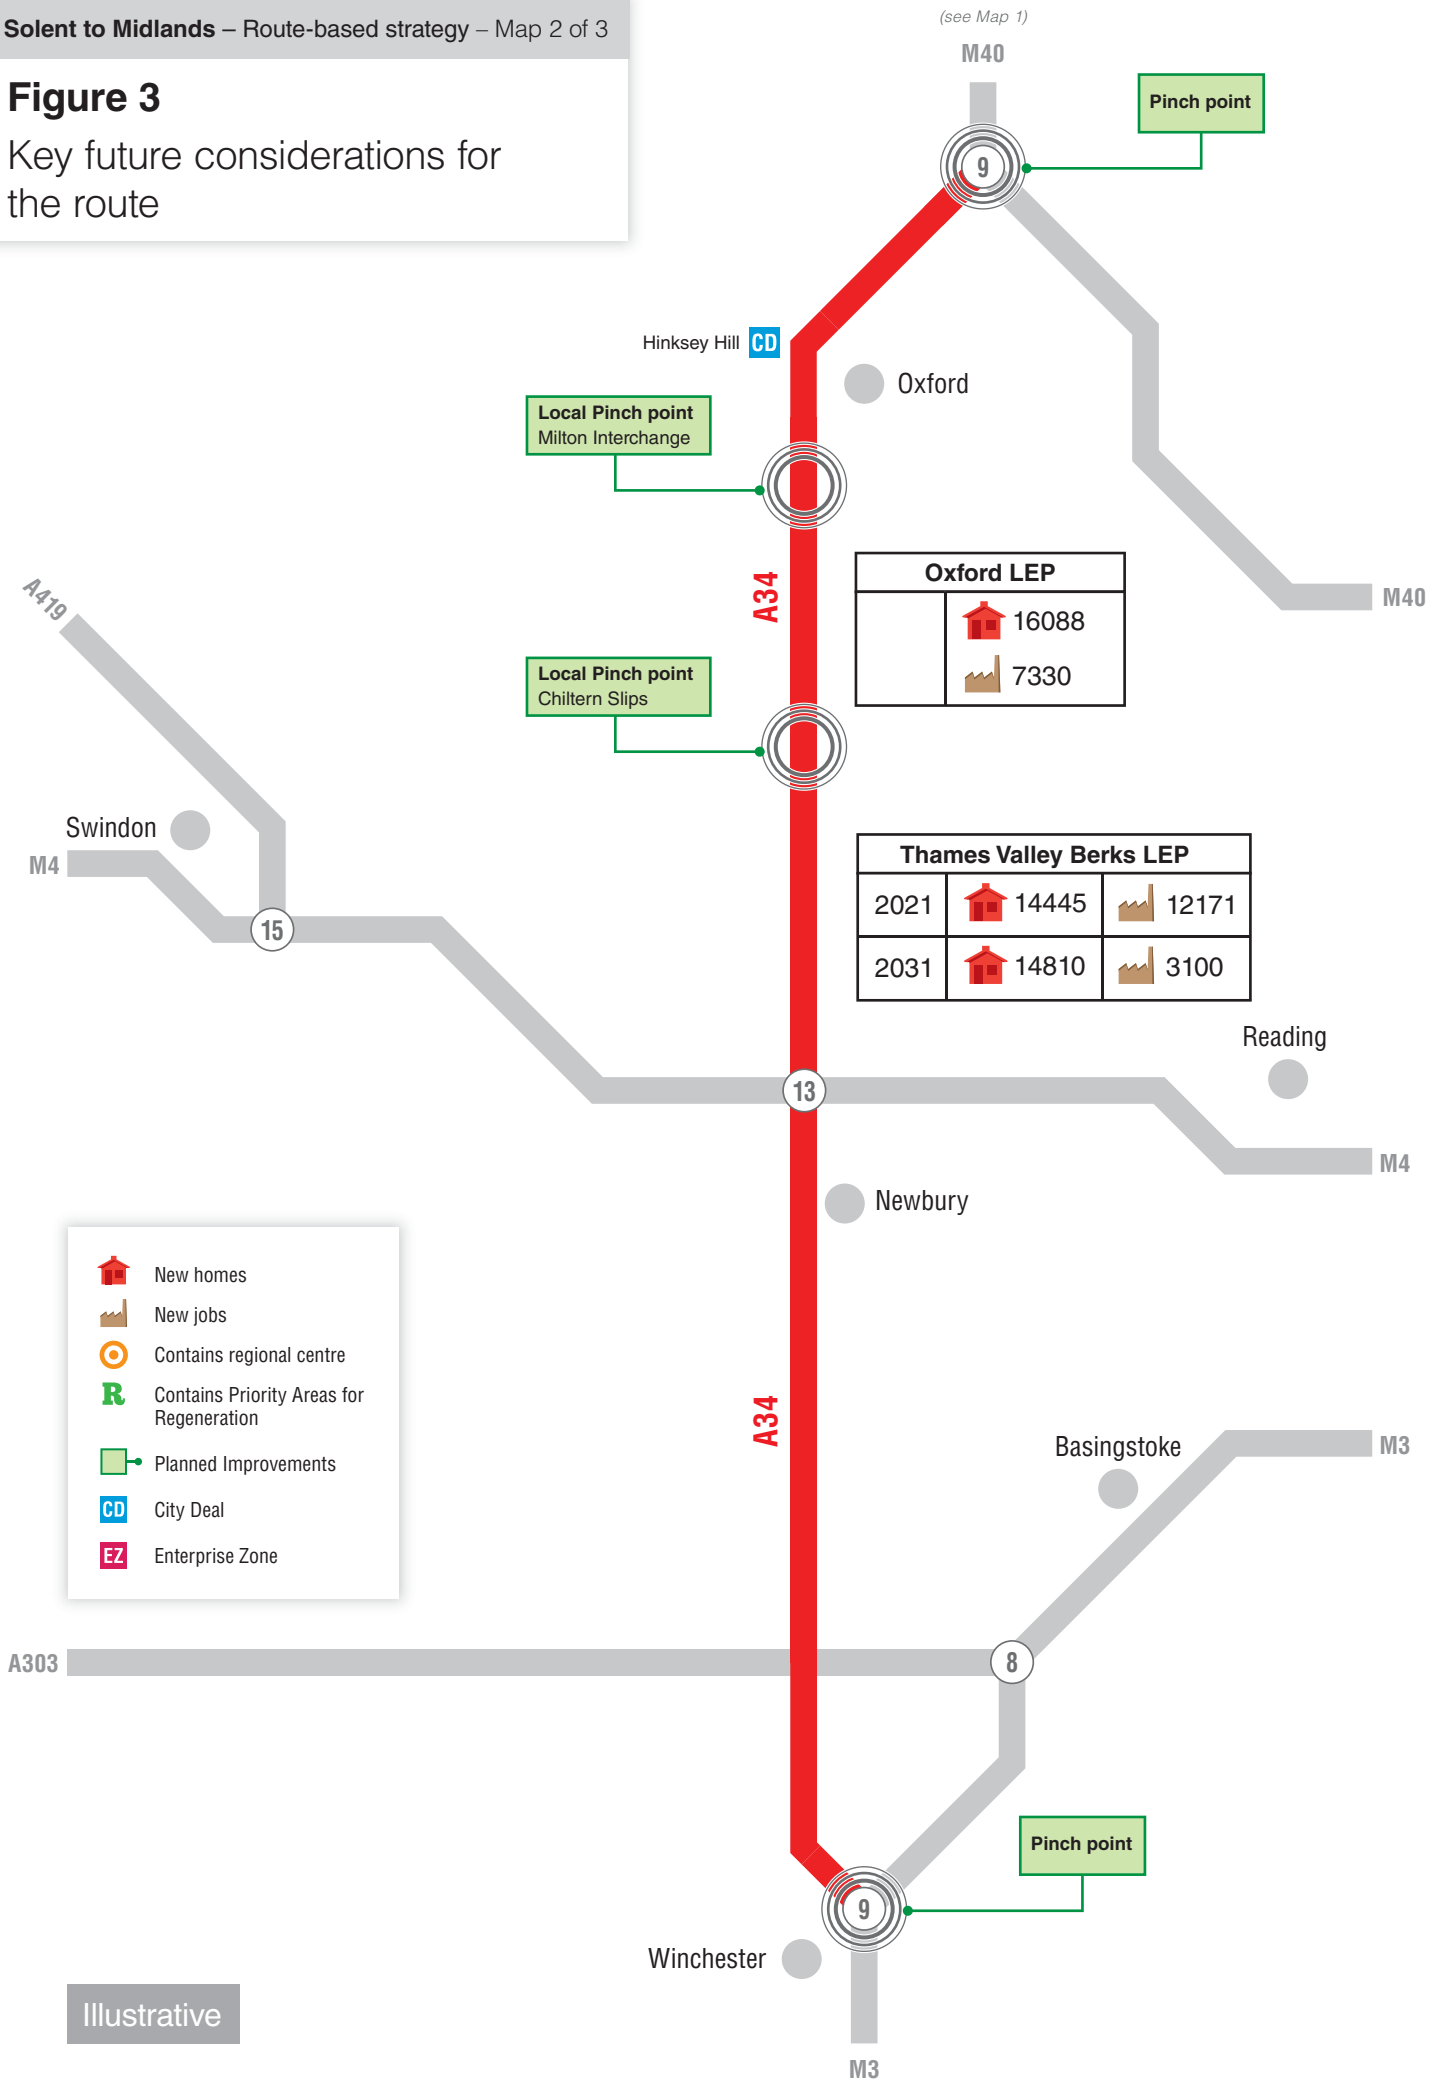 Solent to Midlands – Route-based strategy – Map 2 of 3
Figure 3
Key future considerations for
the route
(see Map 1)
M40
Pinch point
9
Hinksey Hill CD
Oxford
Local Pinch point
Milton Interchange
A34
Oxford LEP
16088
7330
M40
A419
Local Pinch point
Chiltern Slips
Swindon
M4
15
Thames Valley Berks LEP
2021 14445 12171
2031 14810 3100
Reading
13
M4
Newbury
New homes
New jobs
Contains regional centre
R Contains Priority Areas for
Regeneration
Planned Improvements
CD City Deal
EZ Enterprise Zone
A34
Basingstoke
M3
A303
8
Pinch point
9
Winchester
Illustrative
M3